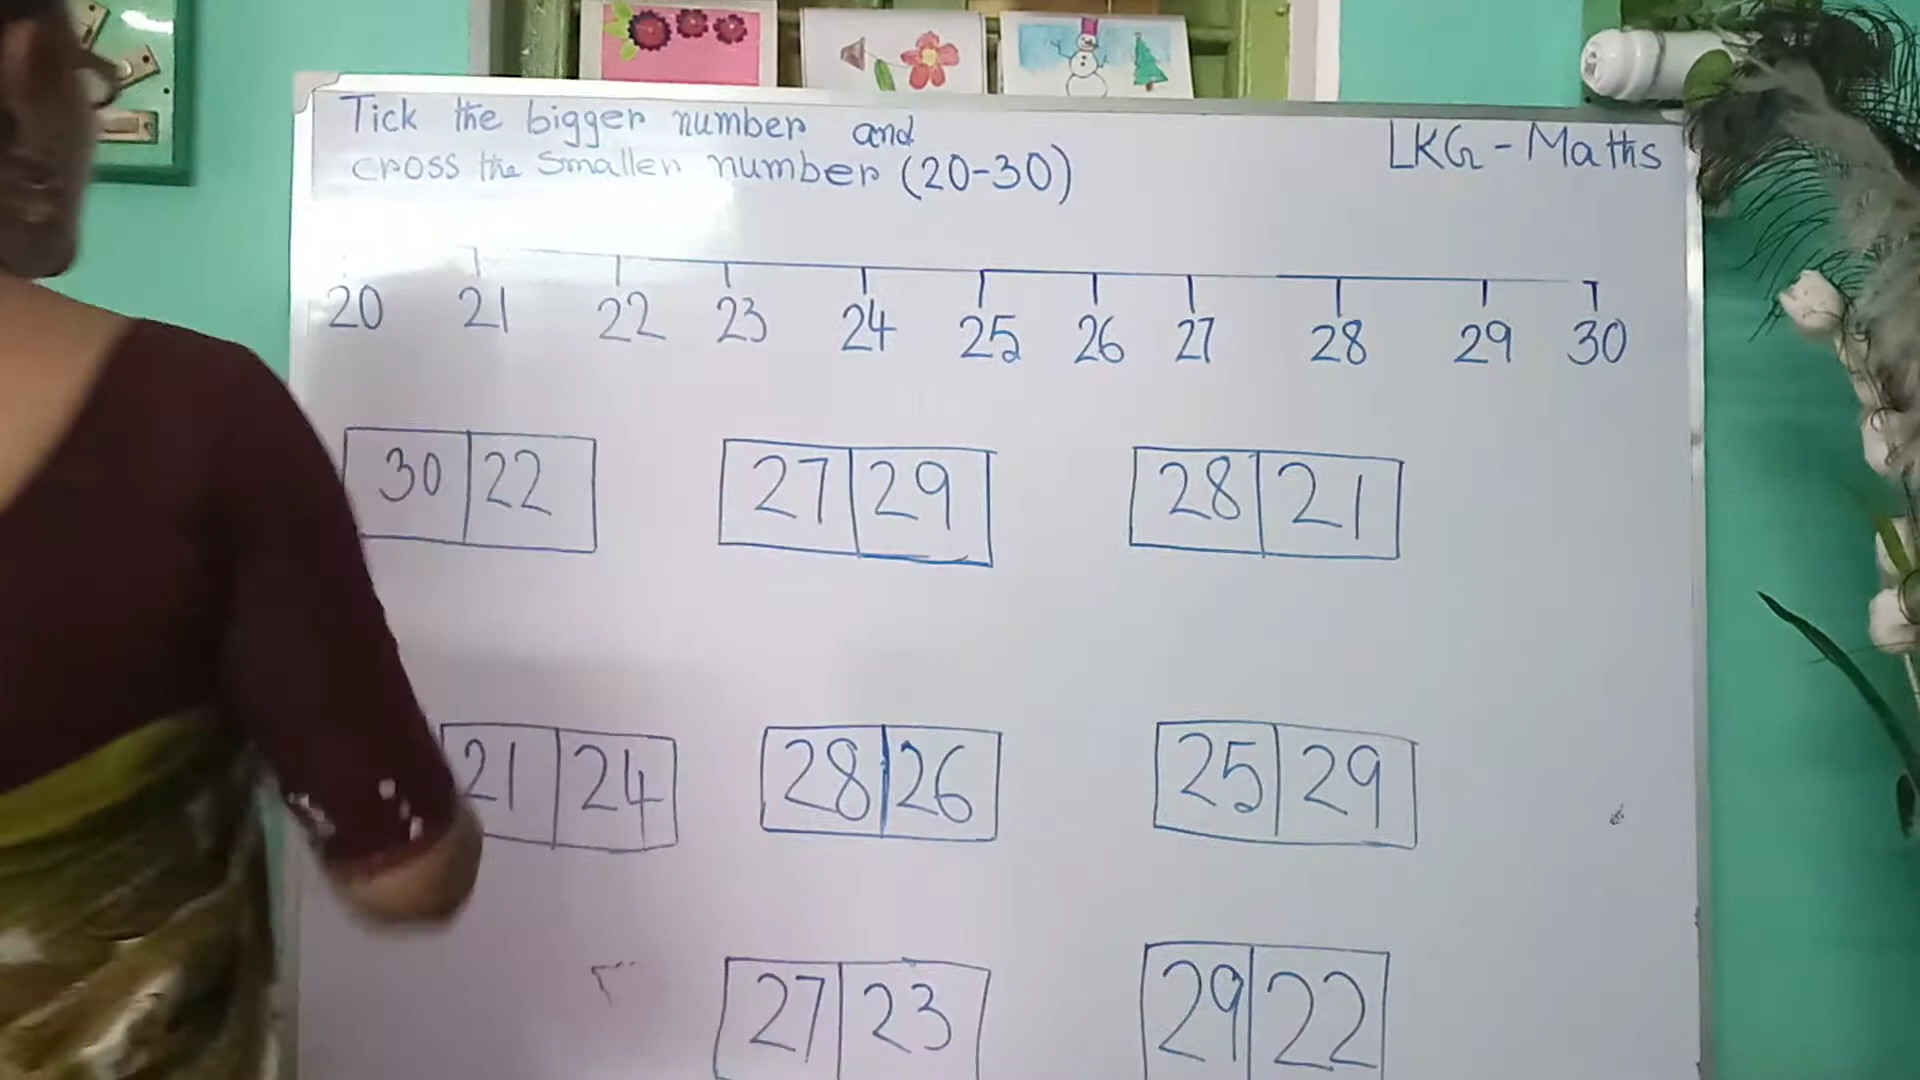 Tick the bigger number and
cross the smaller number (20-30)
LKG - Maths
20 21 22 23 24 25 26 27 28 29 30
30 22
27 29
28 21
21 24
28 26
25 29
27 23
29 22